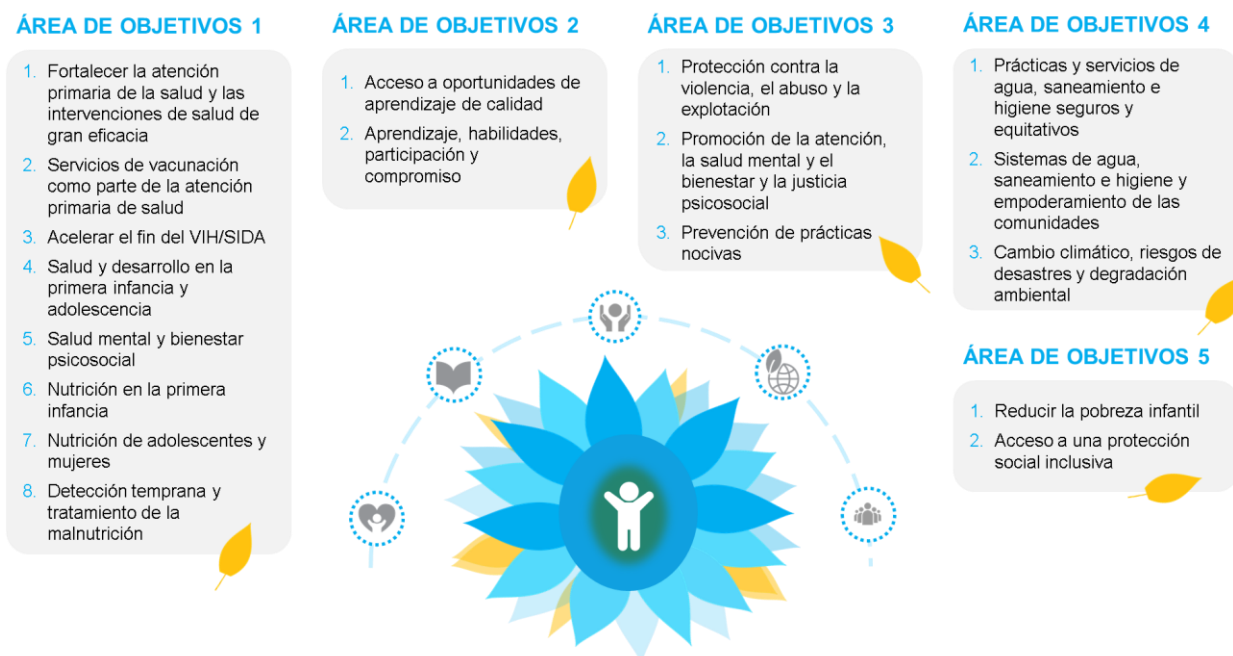 ÁREA DE OBJETIVOS 1
1. Fortalecer la atención
primaria de la salud y las
intervenciones de salud de
gran eficacia
2. Servicios de vacunación
como parte de la atención
primaria de salud
3. Acelerar el fin del VIH/SIDA
4. Salud y desarrollo en la
primera infancia y
adolescencia
5. Salud mental y bienestar
psicosocial
6. Nutrición en la primera
infancia
7. Nutrición de adolescentes y
mujeres
8. Detección temprana y
tratamiento de la
malnutrición
ÁREA DE OBJETIVOS 2
1. Acceso a oportunidades de
aprendizaje de calidad
2. Aprendizaje, habilidades,
participación y
compromiso
ÁREA DE OBJETIVOS 3
1. Protección contra la
violencia, el abuso y la
explotación
2. Promoción de la atención,
la salud mental y el
bienestar y la justicia
psicosocial
3. Prevención de prácticas
nocivas
ÁREA DE OBJETIVOS 4
1. Prácticas y servicios de
agua, saneamiento e
higiene seguros y
equitativos
2. Sistemas de agua,
saneamiento e higiene y
empoderamiento de las
comunidades
3. Cambio climático, riesgos de
desastres y degradación
ambiental
ÁREA DE OBJETIVOS 5
1. Reducir la pobreza infantil
2. Acceso a una protección
social inclusiva